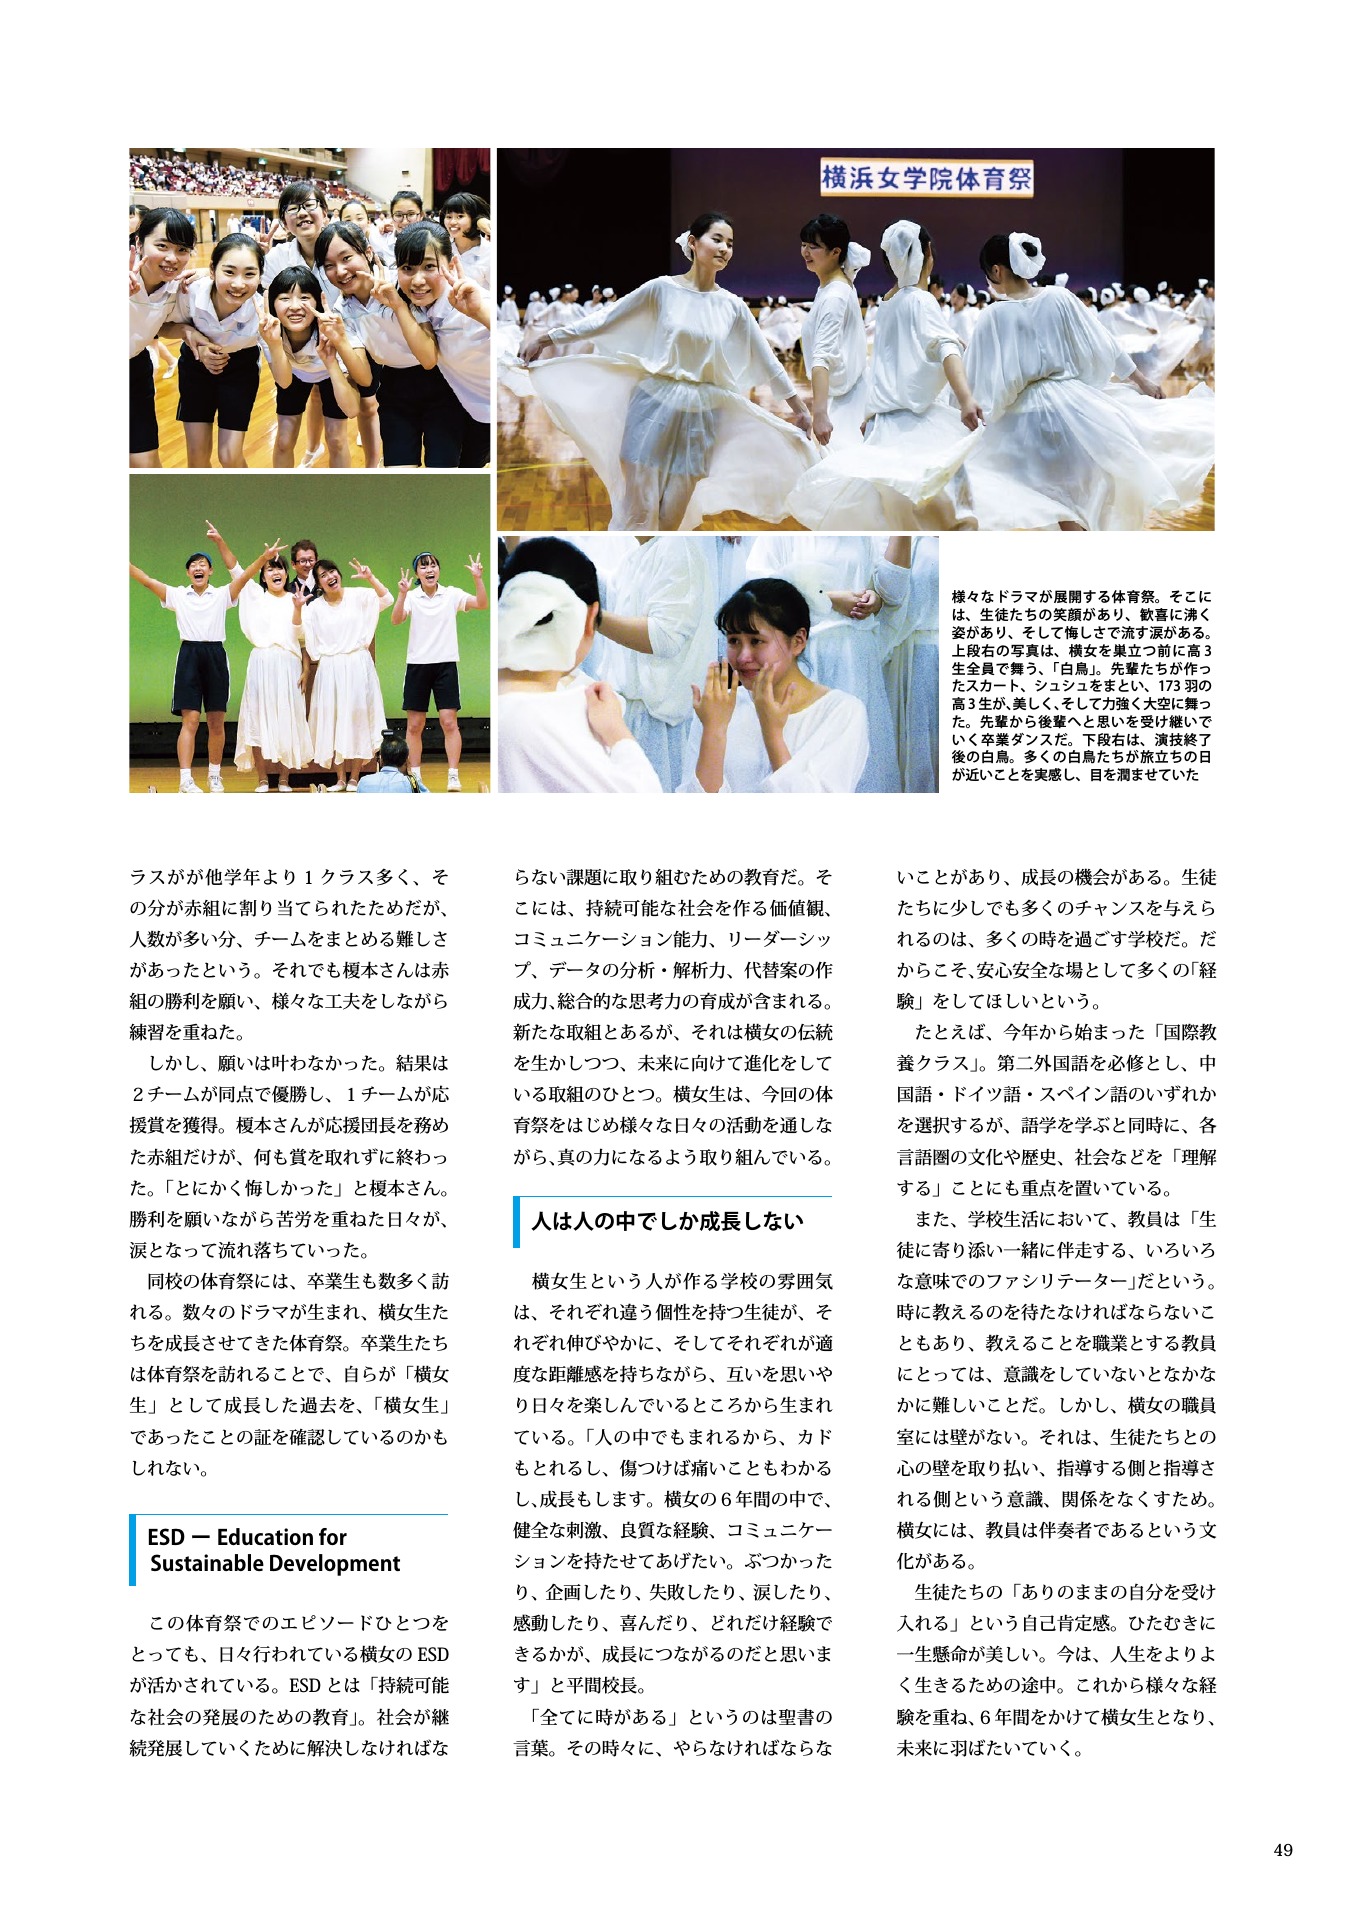 横浜女学院体育祭
様々なドラマが展開する体育祭。そこに
は、生徒たちの笑顔があり、歓喜に沸く
姿があり、そして悔しさで流す涙がある。
上段右の写真は、横女を巣立つ前に高3
生全員で舞う、「白鳥」。先輩たちが作っ
たスカート、シュシュをまとい、173羽の
高3生が、美しく、そして力強く大空に舞っ
た。先輩から後輩へと思いを受け継いで
いく卒業ダンスだ。下段右は、演技終了
後の白鳥。多くの白鳥たちが旅立ちの日
が近いことを実感し、目を潤ませていた
ラスがが他学年より1クラス多く、そ
の分が赤組に割り当てられたためだが、
人数が多い分、チームをまとめる難しさ
があったという。それでも榎本さんは赤
組の勝利を願い、様々な工夫をしながら
練習を重ねた。
しかし、願いは叶わなかった。結果は
2チームが同点で優勝し、1チームが応
援賞を獲得。榎本さんが応援団長を務め
た赤組だけが、何も賞を取れずに終わっ
た。「とにかく悔しかった」と榎本さん。
勝利を願いながら苦労を重ねた日々が、
涙となって流れ落ちていった。
同校の体育祭には、卒業生も数多く訪
れる。数々のドラマが生まれ、横女生た
ちを成長させてきた体育祭。卒業生たち
は体育祭を訪れることで、自らが「横女
生」として成長した過去を、「横女生」
であったことの証を確認しているのかも
しれない。
ESD ー Education for
Sustainable Development
この体育祭でのエピソードひとつを
とっても、日々行われている横女のESD
が活かされている。ESDとは「持続可能
な社会の発展のための教育」。社会が継
続発展していくために解決しなければな
らない課題に取り組むための教育だ。そ
こには、持続可能な社会を作る価値観、
コミュニケーション能力、リーダーシッ
プ、データの分析・解析力、代替案の作
成力、総合的な思考力の育成が含まれる。
新たな取組とあるが、それは横女の伝統
を生かしつつ、未来に向けて進化をして
いる取組のひとつ。横女生は、今回の体
育祭をはじめ様々な日々の活動を通しな
がら、真の力になるよう取り組んでいる。
人は人の中でしか成長しない
横女生という人が作る学校の雰囲気
は、それぞれ違う個性を持つ生徒が、そ
れぞれ伸びやかに、そしてそれぞれが適
度な距離感を持ちながら、互いを思いや
り日々を楽しんでいるところから生まれ
ている。「人の中でもまれるから、カド
もとれるし、傷つけば痛いこともわかる
し、成長もします。横女の6年間の中で、
健全な刺激、良質な経験、コミュニケー
ションを持たせてあげたい。ぶつかった
り、企画したり、失敗したり、涙したり、
感動したり、喜んだり、どれだけ経験で
きるかが、成長につながるのだと思いま
す」と平間校長。
「全てに時がある」というのは聖書の
言葉。その時々に、やらなければならな
いことがあり、成長の機会がある。生徒
たちに少しでも多くのチャンスを与えら
れるのは、多くの時を過ごす学校だ。だ
からこそ、安心安全な場として多くの「経
験」をしてほしいという。
たとえば、今年から始まった「国際教
養クラス」。第二外国語を必修とし、中
国語・ドイツ語・スペイン語のいずれか
を選択するが、語学を学ぶと同時に、各
言語圏の文化や歴史、社会などを「理解
する」ことにも重点を置いている。
また、学校生活において、教員は「生
徒に寄り添い一緒に伴走する、いろいろ
な意味でのファシリテーター」だという。
時に教えるのを待たなければならないこ
ともあり、教えることを職業とする教員
にとっては、意識をしていないとなかな
かに難しいことだ。しかし、横女の職員
室には壁がない。それは、生徒たちとの
心の壁を取り払い、指導する側と指導さ
れる側という意識、関係をなくすため。
横女には、教員は伴奏者であるという文
化がある。
生徒たちの「ありのままの自分を受け
入れる」という自己肯定感。ひたむきに
一生懸命が美しい。今は、人生をよりよ
く生きるための途中。これから様々な経
験を重ね、6年間をかけて横女生となり、
未来に羽ばたいていく。
49